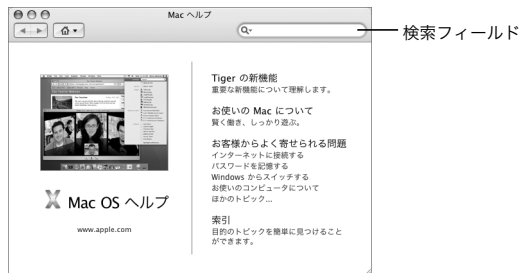 Mac ヘルプ
検索フィールド
Tiger の新機能
重要な新機能について理解します。
お使いの Mac について
賢く働き、しっかり遊ぶ。
お客様からよく寄せられる問題
インターネットに接続する
パスワードを記憶する
Windows からスイッチする
お使いのコンピュータについて
ほかのトピック...
索引
目的のトピックを簡単に見つけること
ができます。
Mac OS ヘルプ
www.apple.com